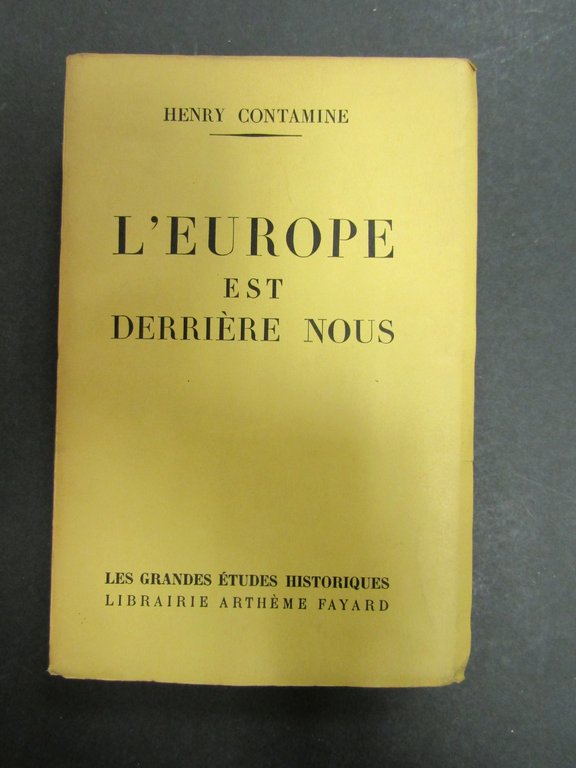 HENRY CONTAMINE
L'EUROPE
EST
DERRIÈRE NOUS
LES GRANDES ÉTUDES HISTORIQUES
LIBRAIRIE ARTHÈME FAYARD